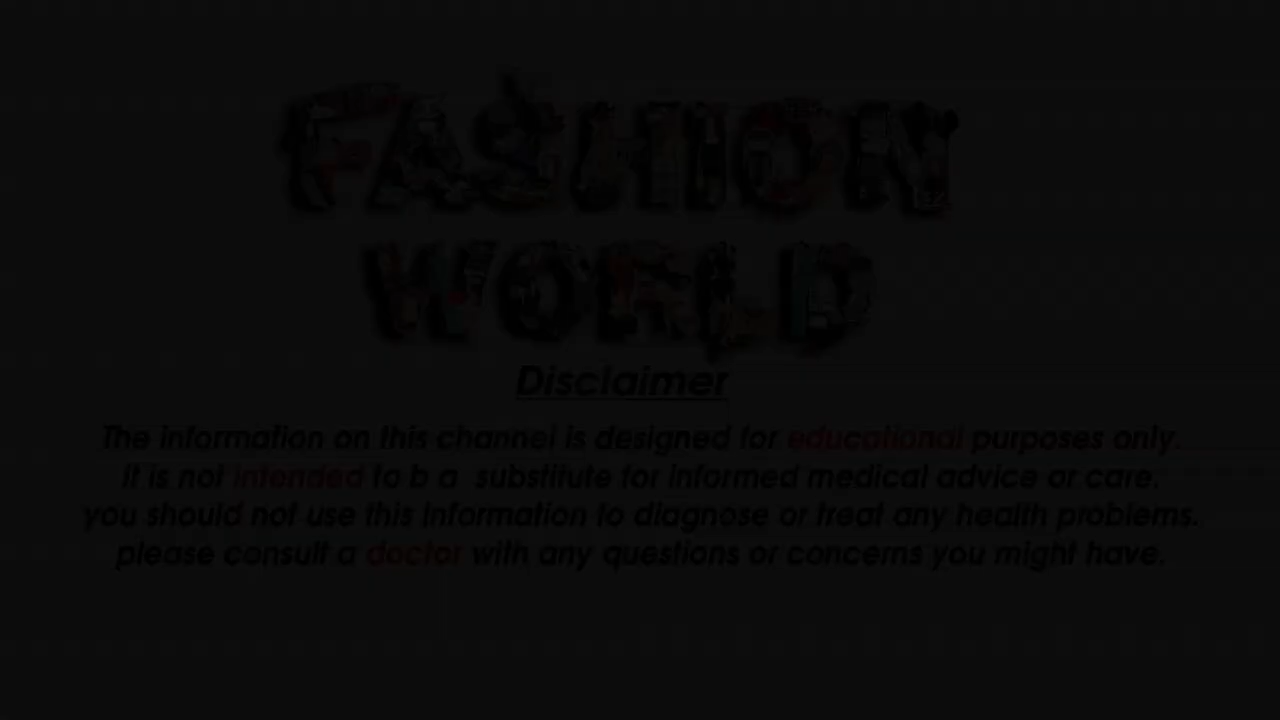 FASHION
WORLD
Disclaimer
The information on this channel is designed for educational purposes only.
It is not intended to b a substitute for informed medical advice or care.
you should not use this information to diagnose or treat any health problems.
please consult a doctor with any questions or concerns you might have.